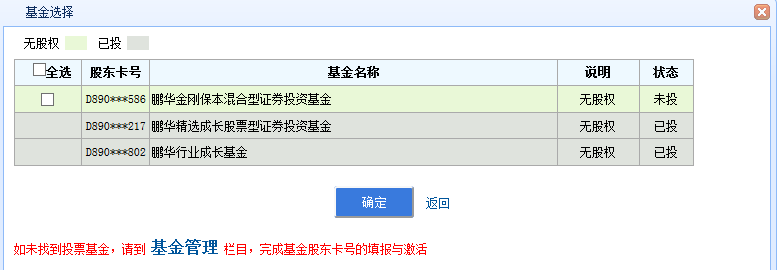 基金选择
无股权 已投
全选 股东卡号 基金名称 说明 状态
D890***586 鹏华金刚保本混合型证券投资基金 无股权 未投
D890***217 鹏华精选成长股票型证券投资基金 无股权 已投
D890***802 鹏华行业成长基金 无股权 已投
确定 返回
如未找到投票基金，请到 基金管理 栏目，完成基金股东卡号的填报与激活